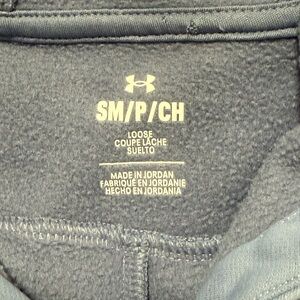 SM/P/CH
LOOSE
COUPE LÂCHE
SUELTO
MADE IN JORDAN
FABRIQUÉ EN JORDANIE
HECHO EN JORDANIA